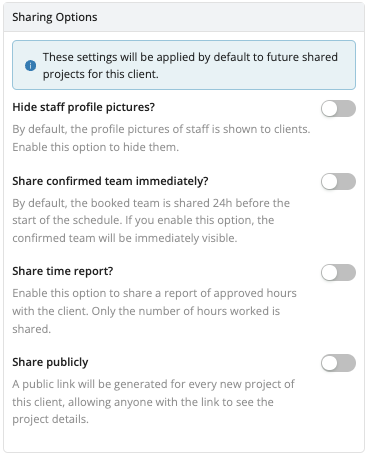 Sharing Options
These settings will be applied by default to future shared
projects for this client.
Hide staff profile pictures?
By default, the profile pictures of staff is shown to clients.
Enable this option to hide them.
Share confirmed team immediately?
By default, the booked team is shared 24h before the
start of the schedule. If you enable this option, the
confirmed team will be immediately visible.
Share time report?
Enable this option to share a report of approved hours
with the client. Only the number of hours worked is
shared.
Share publicly
A public link will be generated for every new project of
this client, allowing anyone with the link to see the
project details.